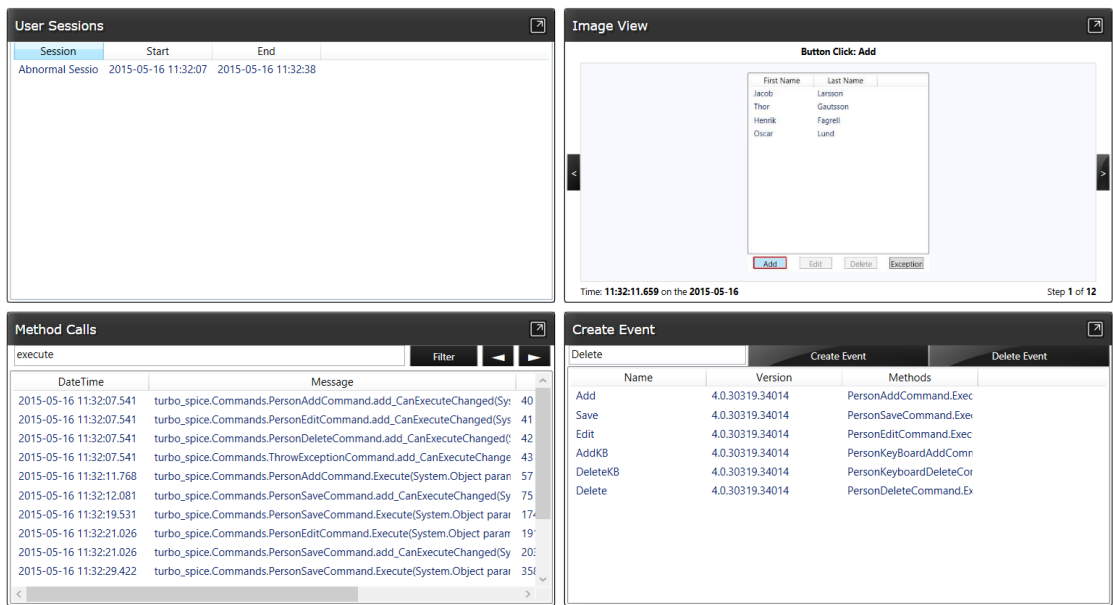 User Sessions
Session Start End
Abnormal Sessio 2015-05-16 11:32:07 2015-05-16 11:32:38
Image View
Button Click: Add
First Name Last Name
Jacob Larsson
Thor Gautsson
Henrik Fagrell
Oscar Lund
< >
Add Edit Delete Exception
Time: 11:32:11.659 on the 2015-05-16 Step 1 of 12
Method Calls
execute Filter
DateTime Message
2015-05-16 11:32:07.541 turbo_spice.Commands.PersonAddCommand.add_CanExecuteChanged(Sys 40
2015-05-16 11:32:07.541 turbo_spice.Commands.PersonEditCommand.add_CanExecuteChanged(Sys 41
2015-05-16 11:32:07.541 turbo_spice.Commands.PersonDeleteCommand.add_CanExecuteChanged(S 42
2015-05-16 11:32:07.541 turbo_spice.Commands.ThrowExceptionCommand.add_CanExecuteChange 43
2015-05-16 11:32:11.768 turbo_spice.Commands.PersonAddCommand.Execute(System.Object paran 57
2015-05-16 11:32:12.081 turbo_spice.Commands.PersonSaveCommand.add_CanExecuteChanged(Sy 75
2015-05-16 11:32:19.531 turbo_spice.Commands.PersonSaveCommand.Execute(System.Object parar 174
2015-05-16 11:32:21.026 turbo_spice.Commands.PersonEditCommand.Execute(System.Object param 191
2015-05-16 11:32:21.026 turbo_spice.Commands.PersonSaveCommand.add_CanExecuteChanged(Sy 203
2015-05-16 11:32:29.422 turbo_spice.Commands.PersonSaveCommand.Execute(System.Object parar 358
Create Event
Delete Create Event Delete Event
Name Version Methods
Add 4.0.30319.34014 PersonAddCommand.Exec
Save 4.0.30319.34014 PersonSaveCommand.Exec
Edit 4.0.30319.34014 PersonEditCommand.Exec
AddKB 4.0.30319.34014 PersonKeyBoardAddComn
DeleteKB 4.0.30319.34014 PersonKeyboardDeleteCor
Delete 4.0.30319.34014 PersonDeleteCommand.Ex